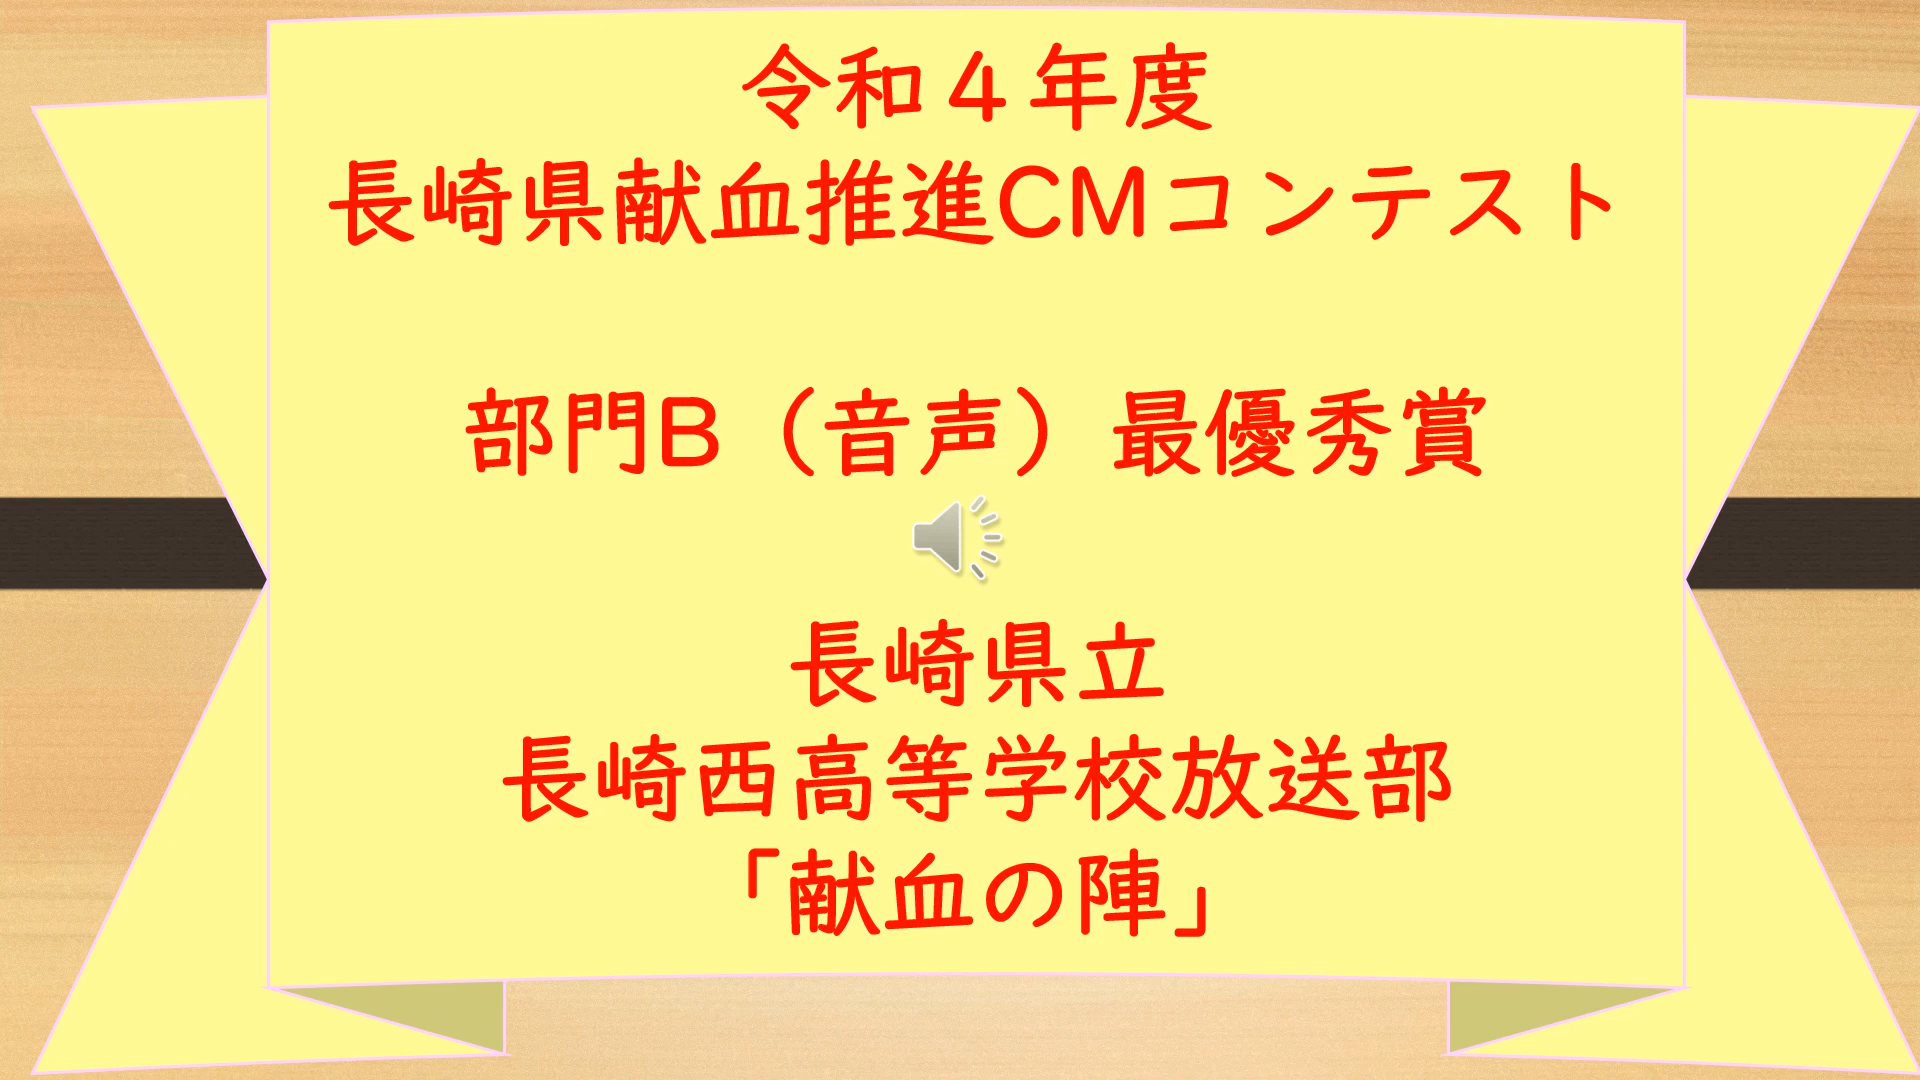 令和４年度
長崎県献血推進CMコンテスト
部門B（音声）最優秀賞
長崎県立
長崎西高等学校放送部
「献血の陣」